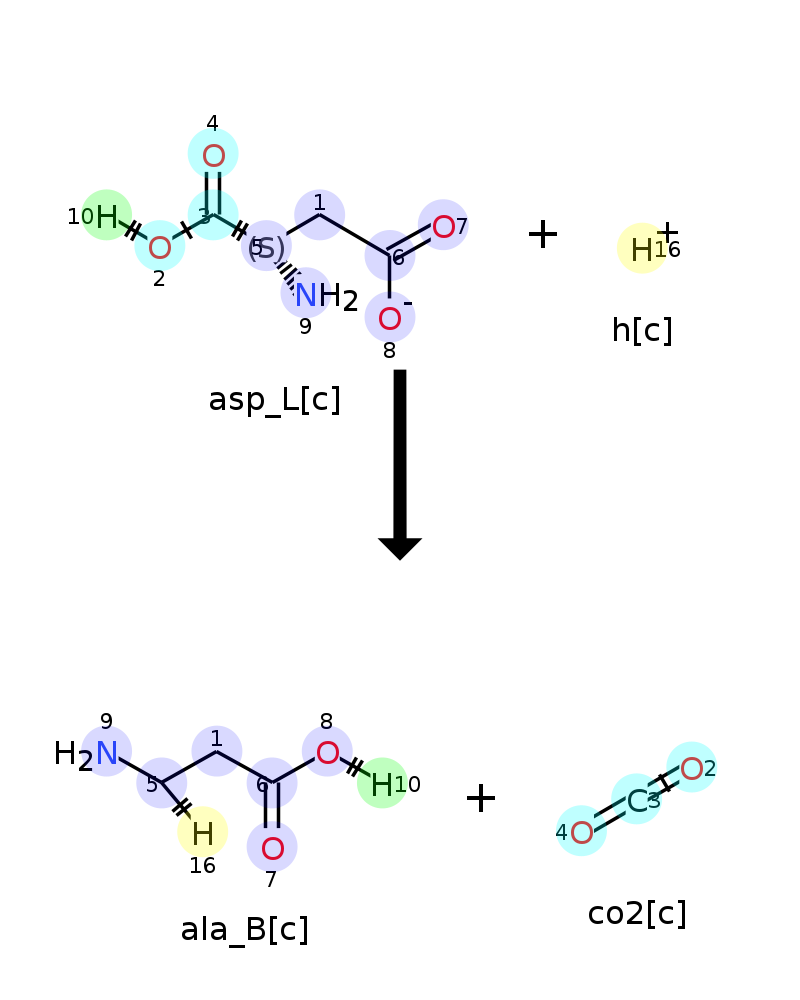 4
O
10 H
3
1
O 7
(S)
5
O
2
6
NH2
9
O-
8
+
H+
16
h[c]
asp_L[c]
9
H2N
1
8
O
5
6
H 10
H
16
O
7
ala_B[c]
+
O 2
C
3
4 O
co2[c]